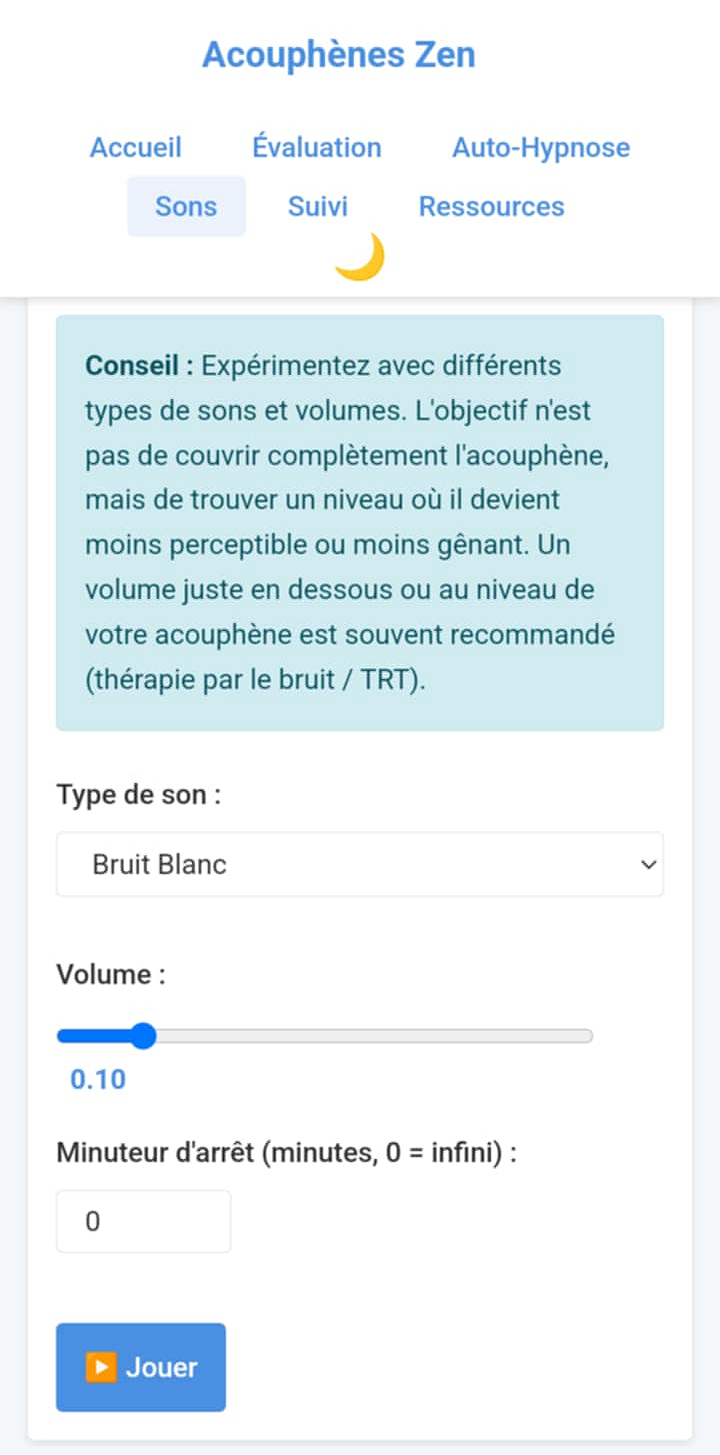 Acouphènes Zen
Accueil Évaluation Auto-Hypnose
Sons Suivi Ressources
Conseil : Expérimentez avec différents
types de sons et volumes. L'objectif n'est
pas de couvrir complètement l'acouphène,
mais de trouver un niveau où il devient
moins perceptible ou moins gênant. Un
volume juste en dessous ou au niveau de
votre acouphène est souvent recommandé
(thérapie par le bruit / TRT).
Type de son :
Bruit Blanc
Volume :
0.10
Minuteur d'arrêt (minutes, 0 = infini) :
0
Jouer